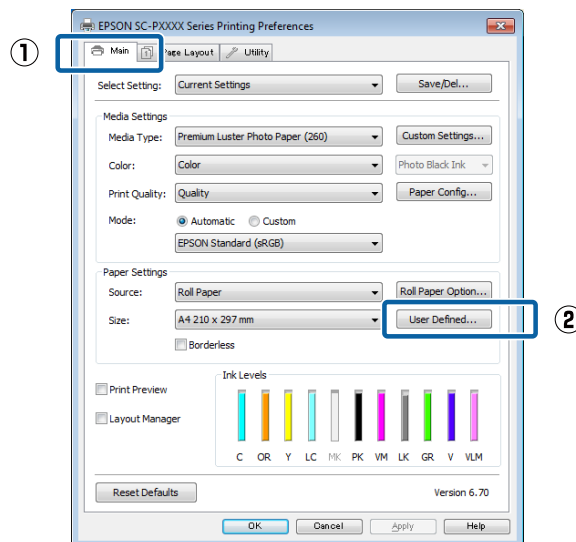 EPSON SC-PXXXX Series Printing Preferences
①
Main Page Layout Utility
Select Setting: Current Settings Save/Del...
Media Settings
Media Type: Premium Luster Photo Paper (260) Custom Settings...
Color: Color Photo Black Ink
Print Quality: Quality Paper Config...
Mode: Automatic Custom
EPSON Standard (sRGB)
Paper Settings
Source: Roll Paper Roll Paper Option...
Size: A4 210 x 297 mm User Defined...
②
Borderless
Ink Levels
Print Preview
Layout Manager
C OR Y LC MK PK VM LK GR V VLM
Reset Defaults Version 6.70
OK Cancel Apply Help